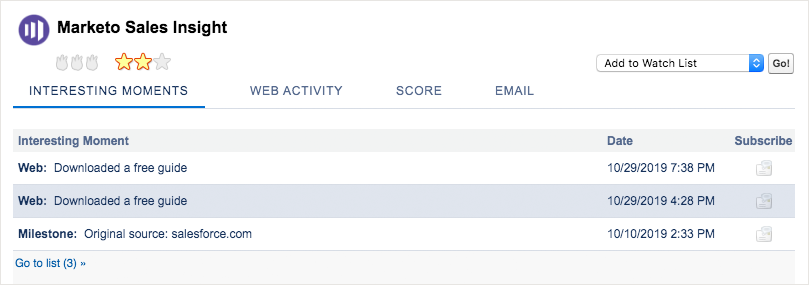 Marketo Sales Insight
Add to Watch List Go!
INTERESTING MOMENTS WEB ACTIVITY SCORE EMAIL
Interesting Moment Date Subscribe
Web: Downloaded a free guide 10/29/2019 7:38 PM
Web: Downloaded a free guide 10/29/2019 4:28 PM
Milestone: Original source: salesforce.com 10/10/2019 2:33 PM
Go to list (3) »